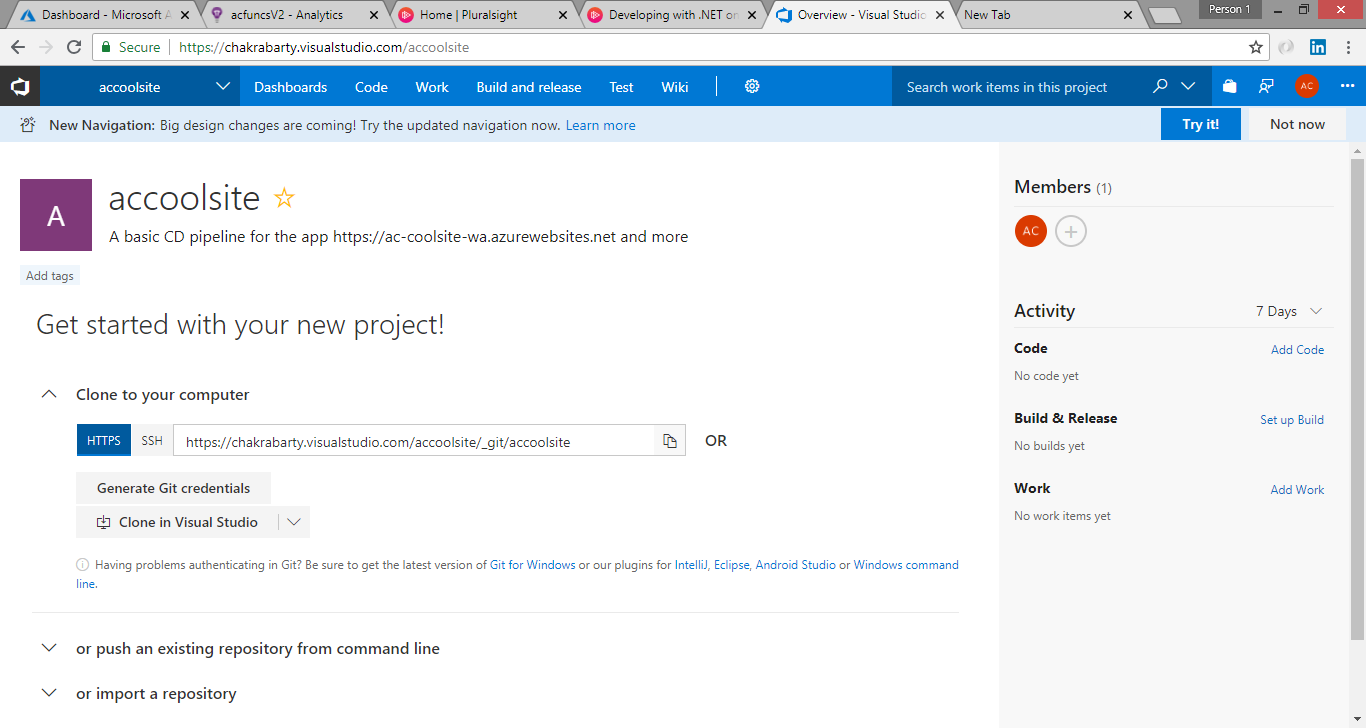 Dashboard - Microsoft A
acfuncsV2 - Analytics
Home | Pluralsight
Developing with .NET on
Overview - Visual Studio
New Tab
Person 1
Secure
https://chakrabarty.visualstudio.com/accoolsite
accoolsite
Dashboards
Code
Work
Build and release
Test
Wiki
Search work items in this project
AC
New Navigation: Big design changes are coming! Try the updated navigation now. Learn more
Try it!
Not now
A
accoolsite
A basic CD pipeline for the app https://ac-coolsite-wa.azurewebsites.net and more
Add tags
Get started with your new project!
Clone to your computer
HTTPS
SSH
https://chakrabarty.visualstudio.com/accoolsite/_git/accoolsite
OR
Generate Git credentials
Clone in Visual Studio
Having problems authenticating in Git? Be sure to get the latest version of Git for Windows or our plugins for IntelliJ, Eclipse, Android Studio or Windows command
line.
or push an existing repository from command line
or import a repository
Members (1)
AC
Activity
7 Days
Code
Add Code
No code yet
Build & Release
Set up Build
No builds yet
Work
Add Work
No work items yet